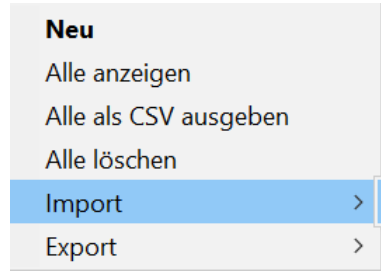 Neu
Alle anzeigen
Alle als CSV ausgeben
Alle löschen
Import
Export